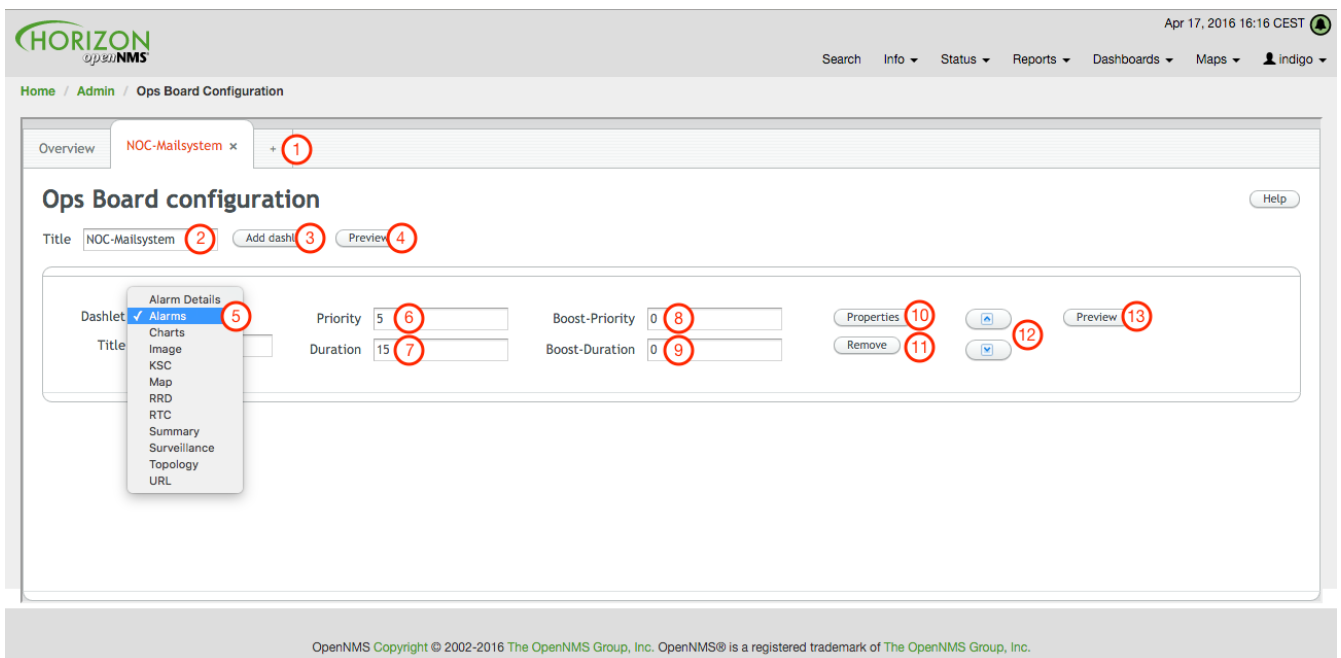 Apr 17, 2016 16:16 CEST
HORIZON
openNMS
Search Info Status Reports Dashboards Maps indigo
Home / Admin / Ops Board Configuration
Overview NOC-Mailsystem × + 1
Ops Board configuration
Help
Title NOC-Mailsystem 2 Add 3 Preview 4
Dashlet ✓ Alarms 5 Priority 5 6 Boost-Priority 0 8 Properties 10 Preview 13
Title Duration 15 7 Boost-Duration 0 9 Remove 11 12
Alarm Details
Charts
Image
KSC
Map
RRD
RTC
Summary
Surveillance
Topology
URL
OpenNMS Copyright © 2002-2016 The OpenNMS Group, Inc. OpenNMS® is a registered trademark of The OpenNMS Group, Inc.